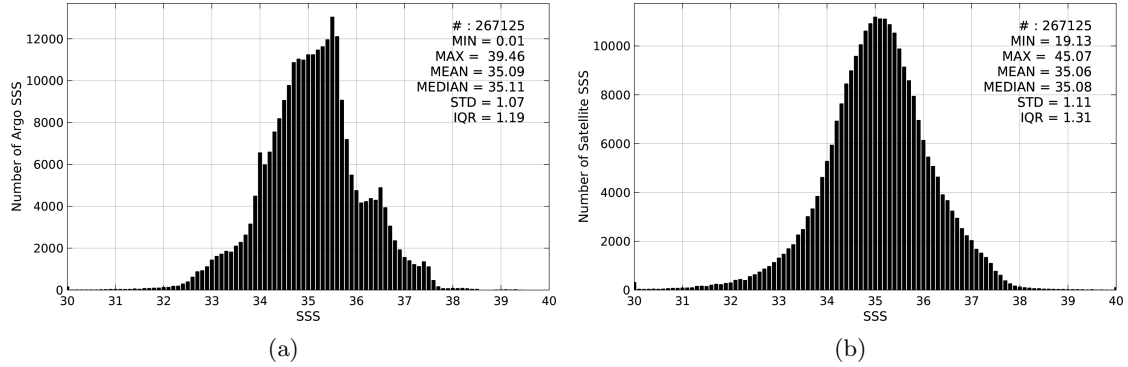 # : 267125
MIN = 0.01
MAX = 39.46
MEAN = 35.09
MEDIAN = 35.11
STD = 1.07
IQR = 1.19
Number of Argo SSS
12000
10000
8000
6000
4000
2000
0
30 31 32 33 34 35 36 37 38 39 40
SSS
(a)
# : 267125
MIN = 19.13
MAX = 45.07
MEAN = 35.06
MEDIAN = 35.08
STD = 1.11
IQR = 1.31
Number of Satellite SSS
10000
8000
6000
4000
2000
0
30 31 32 33 34 35 36 37 38 39 40
SSS
(b)